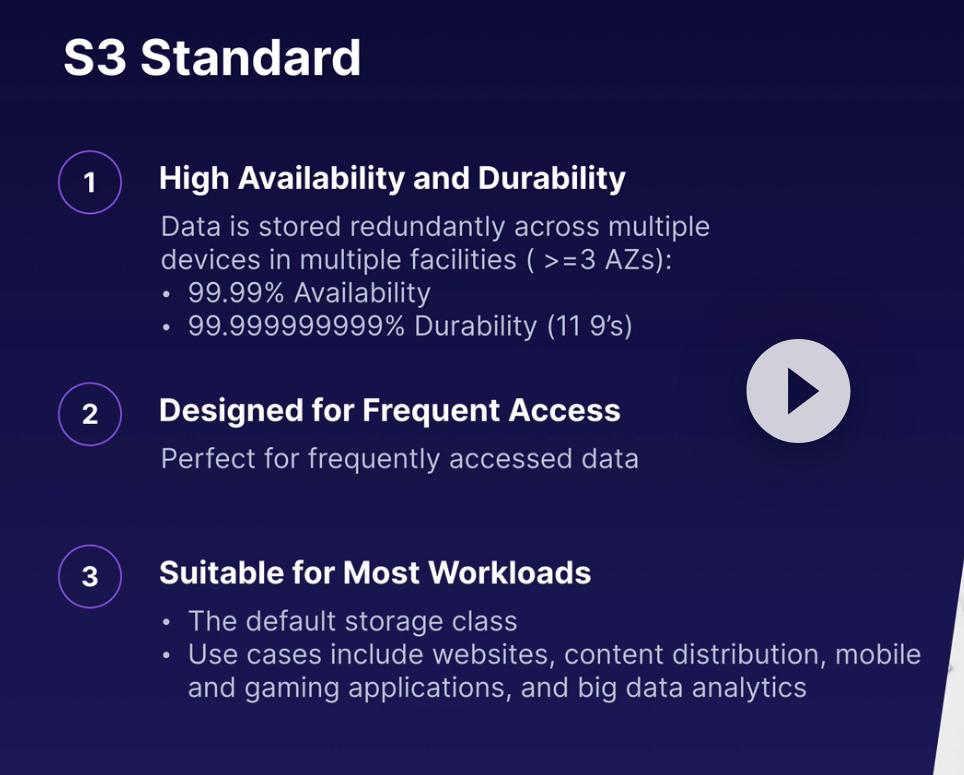 S3 Standard
1
High Availability and Durability
Data is stored redundantly across multiple
devices in multiple facilities ( >=3 AZs):
• 99.99% Availability
• 99.999999999% Durability (11 9’s)
2
Designed for Frequent Access
Perfect for frequently accessed data
3
Suitable for Most Workloads
• The default storage class
• Use cases include websites, content distribution, mobile
and gaming applications, and big data analytics